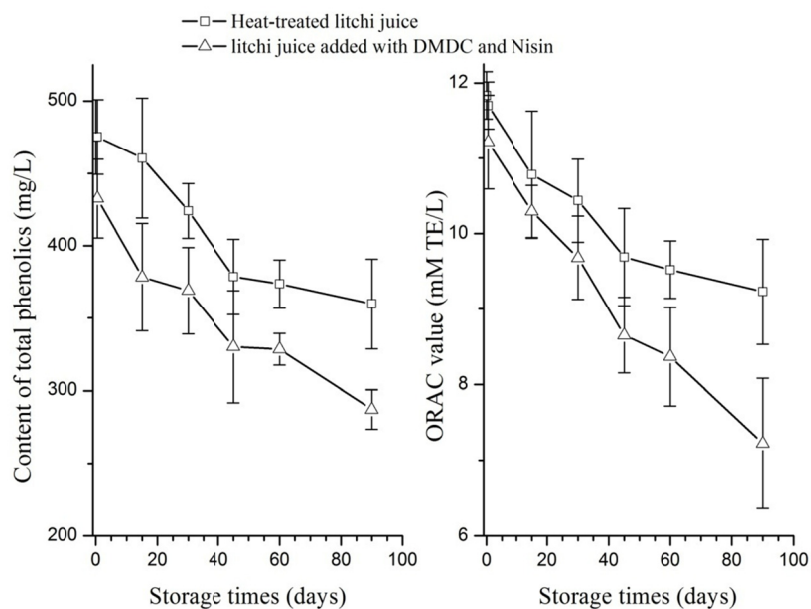 Heat-treated litchi juice
litchi juice added with DMDC and Nisin
Content of total phenolics (mg/L)
500
400
300
200
0 20 40 60 80 100
Storage times (days)
ORAC value (mM TE/L)
12
10
8
6
0 20 40 60 80 100
Storage times (days)